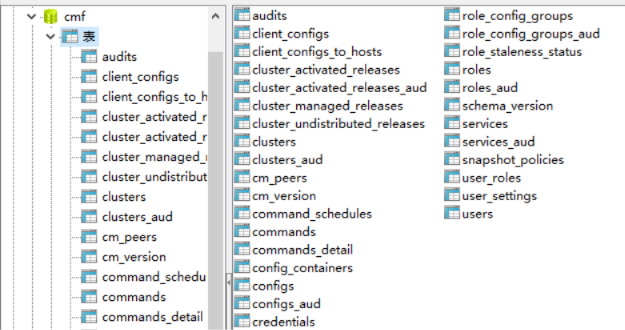 cmf
表
audits
client_configs
client_configs_to_h
cluster_activated_r
cluster_activated_r
cluster_managed_r
cluster_undistribut
clusters
clusters_aud
cm_peers
cm_version
command_schedu
commands
commands_detail
audits
client_configs
client_configs_to_hosts
cluster_activated_releases
cluster_activated_releases_aud
cluster_managed_releases
cluster_undistributed_releases
clusters
clusters_aud
cm_peers
cm_version
command_schedules
commands
commands_detail
config_containers
configs
configs_aud
credentials
role_config_groups
role_config_groups_aud
role_staleness_status
roles
roles_aud
schema_version
services
services_aud
snapshot_policies
user_roles
user_settings
users